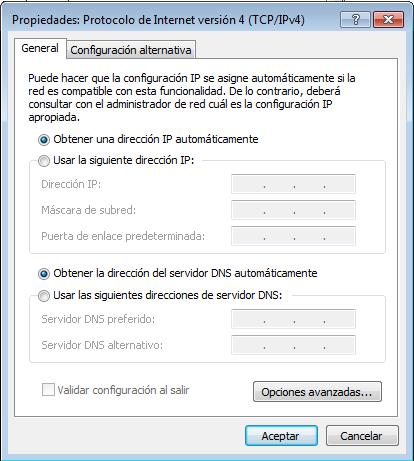 Propiedades: Protocolo de Internet versión 4 (TCP/IPv4)
General
Configuración alternativa
Puede hacer que la configuración IP se asigne automáticamente si la
red es compatible con esta funcionalidad. De lo contrario, deberá
consultar con el administrador de red cuál es la configuración IP
apropiada.
Obtener una dirección IP automáticamente
Usar la siguiente dirección IP:
Dirección IP:
Máscara de subred:
Puerta de enlace predeterminada:
Obtener la dirección del servidor DNS automáticamente
Usar las siguientes direcciones de servidor DNS:
Servidor DNS preferido:
Servidor DNS alternativo:
Validar configuración al salir
Opciones avanzadas...
Aceptar
Cancelar